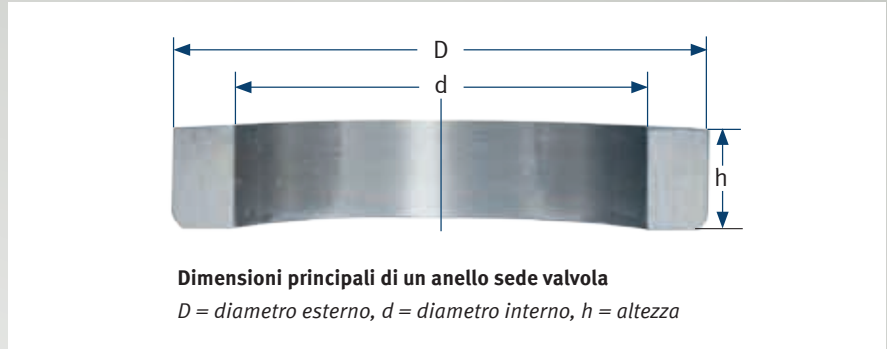 D
d
h
Dimensioni principali di un anello sede valvola
D = diametro esterno, d = diametro interno, h = altezza